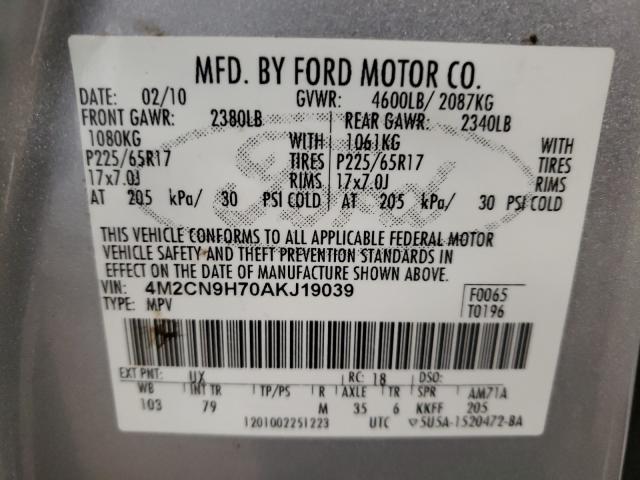 MFD. BY FORD MOTOR CO.
DATE: 02/10 GVWR: 4600LB/ 2087KG
FRONT GAWR: 2380LB REAR GAWR: 2340LB
1080KG WITH 1061KG WITH
P225/65R17 TIRES P225/65R17 TIRES
17x7.0J RIMS 17x7.0J RIMS
AT 205 kPa/ 30 PSI COLD AT 205 kPa/ 30 PSI COLD
Ford
THIS VEHICLE CONFORMS TO ALL APPLICABLE FEDERAL MOTOR
VEHICLE SAFETY AND THEFT PREVENTION STANDARDS IN
EFFECT ON THE DATE OF MANUFACTURE SHOWN ABOVE.
VIN: 4M2CN9H70AKJ19039 F0065
TYPE: MPV T0196
EXT PNT: UX RC: 18 DSO:
WB INT TR TP/PS R AXLE TR SPR AM71A
103 79 M 35 6 KKFF 205
1201002251223 UTC ▽5U5A-1520472-BA